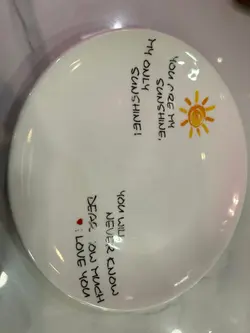 YOU ARE MY
SUNSHINE,
MY ONLY
SUNSHINE!
YOU WILL
NEVER KNOW
DEAR, HOW MUCH
I LOVE YOU